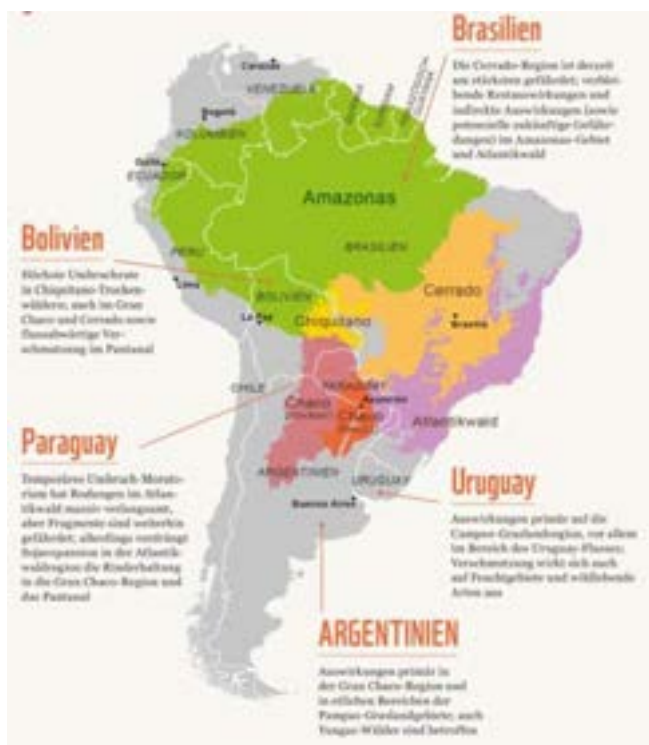 Brasilien
Die Cerrado-Region ist derzeit
am stärksten gefährdet; verblei-
bende Restauswirkungen und
indirekte Auswirkungen (sowie
potenzielle zukünftige Gefähr-
dungen) im Amazonas-Gebiet
und Atlantikwald
Caracas
VENEZUELA
Bogotá
KOLUMBIEN
Quito
ECUADOR
Amazonas
BRASILIEN
PERU
Lima
BOLIVIEN
La Paz
Chiquitano
Cerrado
Brasilia
CHILE
PARAGUAY
Chaco
Asunción
Chaco
Atlantikwald
ARGENTINIEN
URUGUAY
Buenos Aires
Bolivien
Höchste Umbruchrate
in Chiquitano-Trocken-
wäldern; auch im Gran
Chaco und Cerrado sowie
flussabwärtige Ver-
schmutzung im Pantanal
Paraguay
Temporäres Umbruch-Morato-
rium hat Rodungen im Atlan-
tikwald massiv verlangsamt,
aber Fragmente sind weiterhin
gefährdet; allerdings verdrängt
Sojaexpansion in der Atlantik-
waldregion die Rinderhaltung
in die Gran Chaco-Region und
das Pantanal
Uruguay
Auswirkungen primär auf die
Campos-Graslandregion, vor allem
im Bereich des Uruguay-Flusses;
Verschmutzung wirkt sich auch
auf Feuchtgebiete und wildlebende
Arten aus
ARGENTINIEN
Auswirkungen primär in
der Gran Chaco-Region und
in etlichen Bereichen der
Pampas-Graslandgebiete; auch
Yungas-Wälder sind betroffen